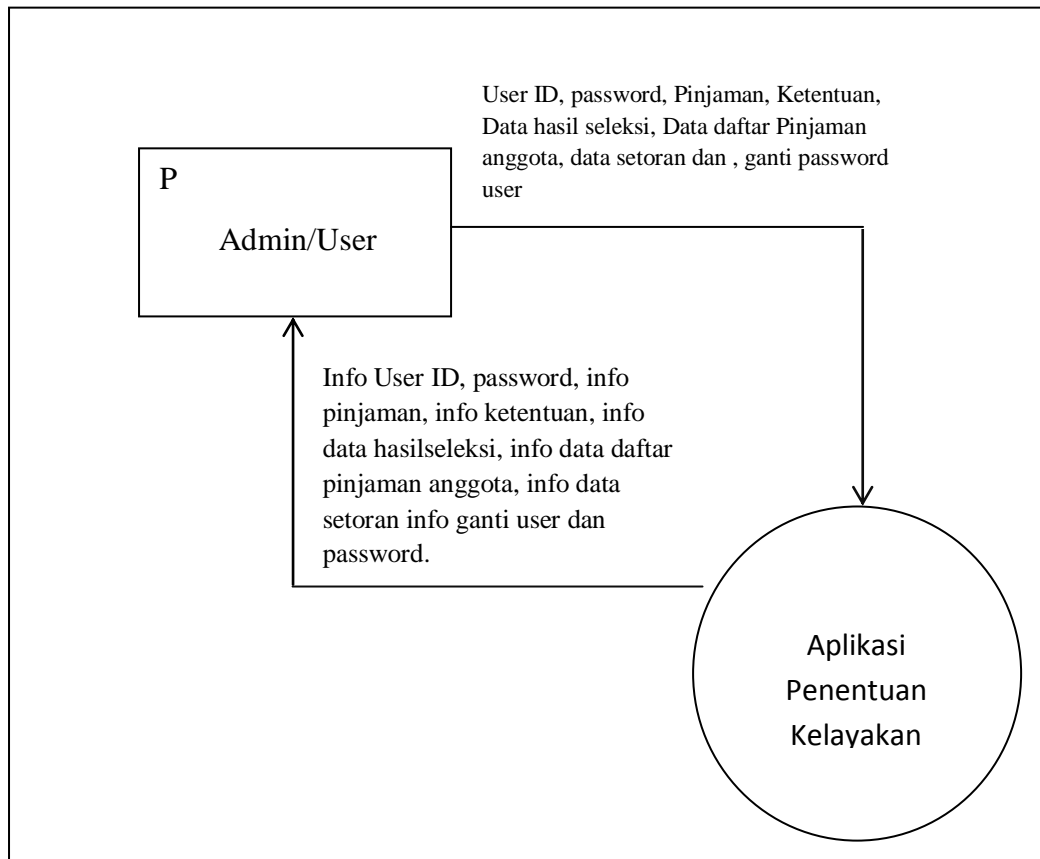 User ID, password, Pinjaman, Ketentuan,
Data hasil seleksi, Data daftar Pinjaman
anggota, data setoran dan , ganti password
user
P
Admin/User
Info User ID, password, info
pinjaman, info ketentuan, info
data hasilseleksi, info data daftar
pinjaman anggota, info data
setoran info ganti user dan
password.
Aplikasi
Penentuan
Kelayakan